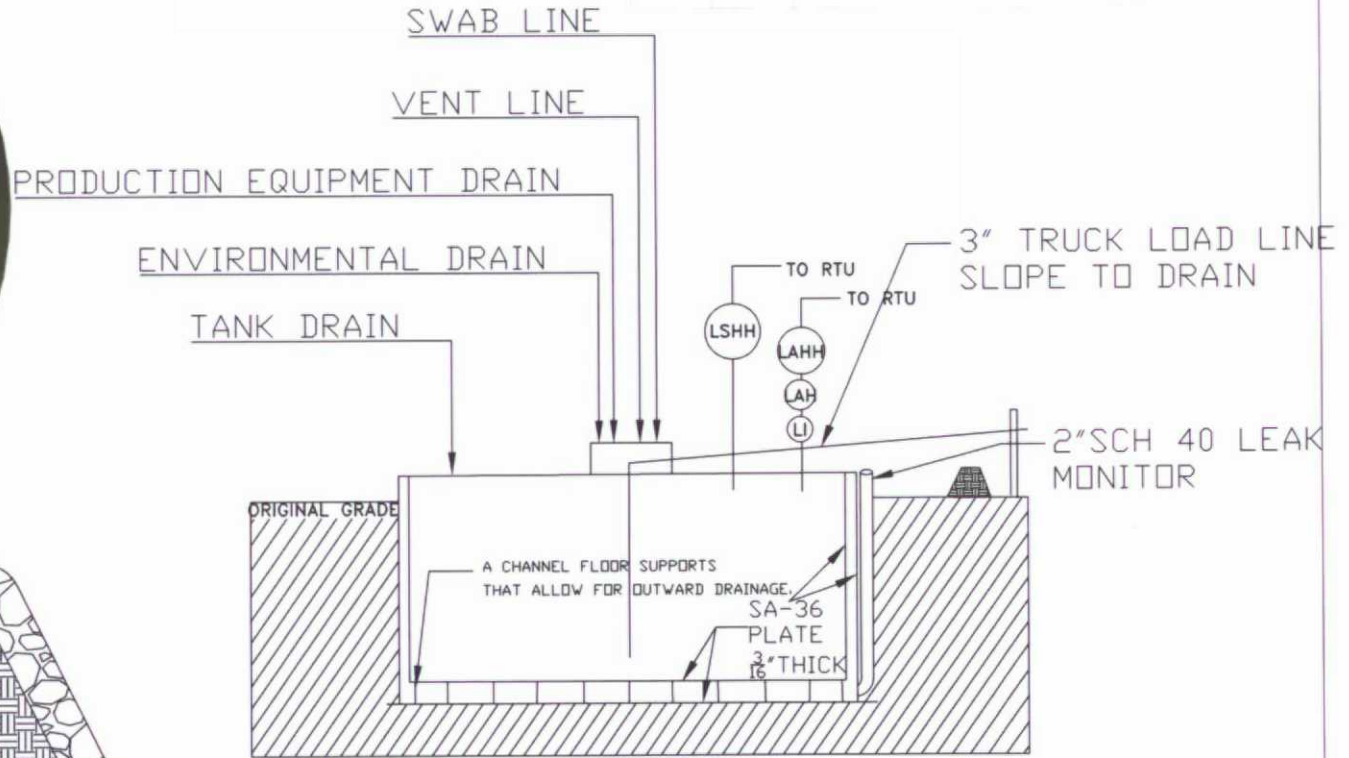 SWAB LINE
VENT LINE
PRODUCTION EQUIPMENT DRAIN
ENVIRONMENTAL DRAIN
TANK DRAIN
TO RTU
TO RTU
3" TRUCK LOAD LINE
SLOPE TO DRAIN
LSHH
LAHH
LAH
LI
2"SCH 40 LEAK
MONITOR
ORIGINAL GRADE
A CHANNEL FLOOR SUPPORTS
THAT ALLOW FOR OUTWARD DRAINAGE.
SA-36
PLATE
3/16" THICK